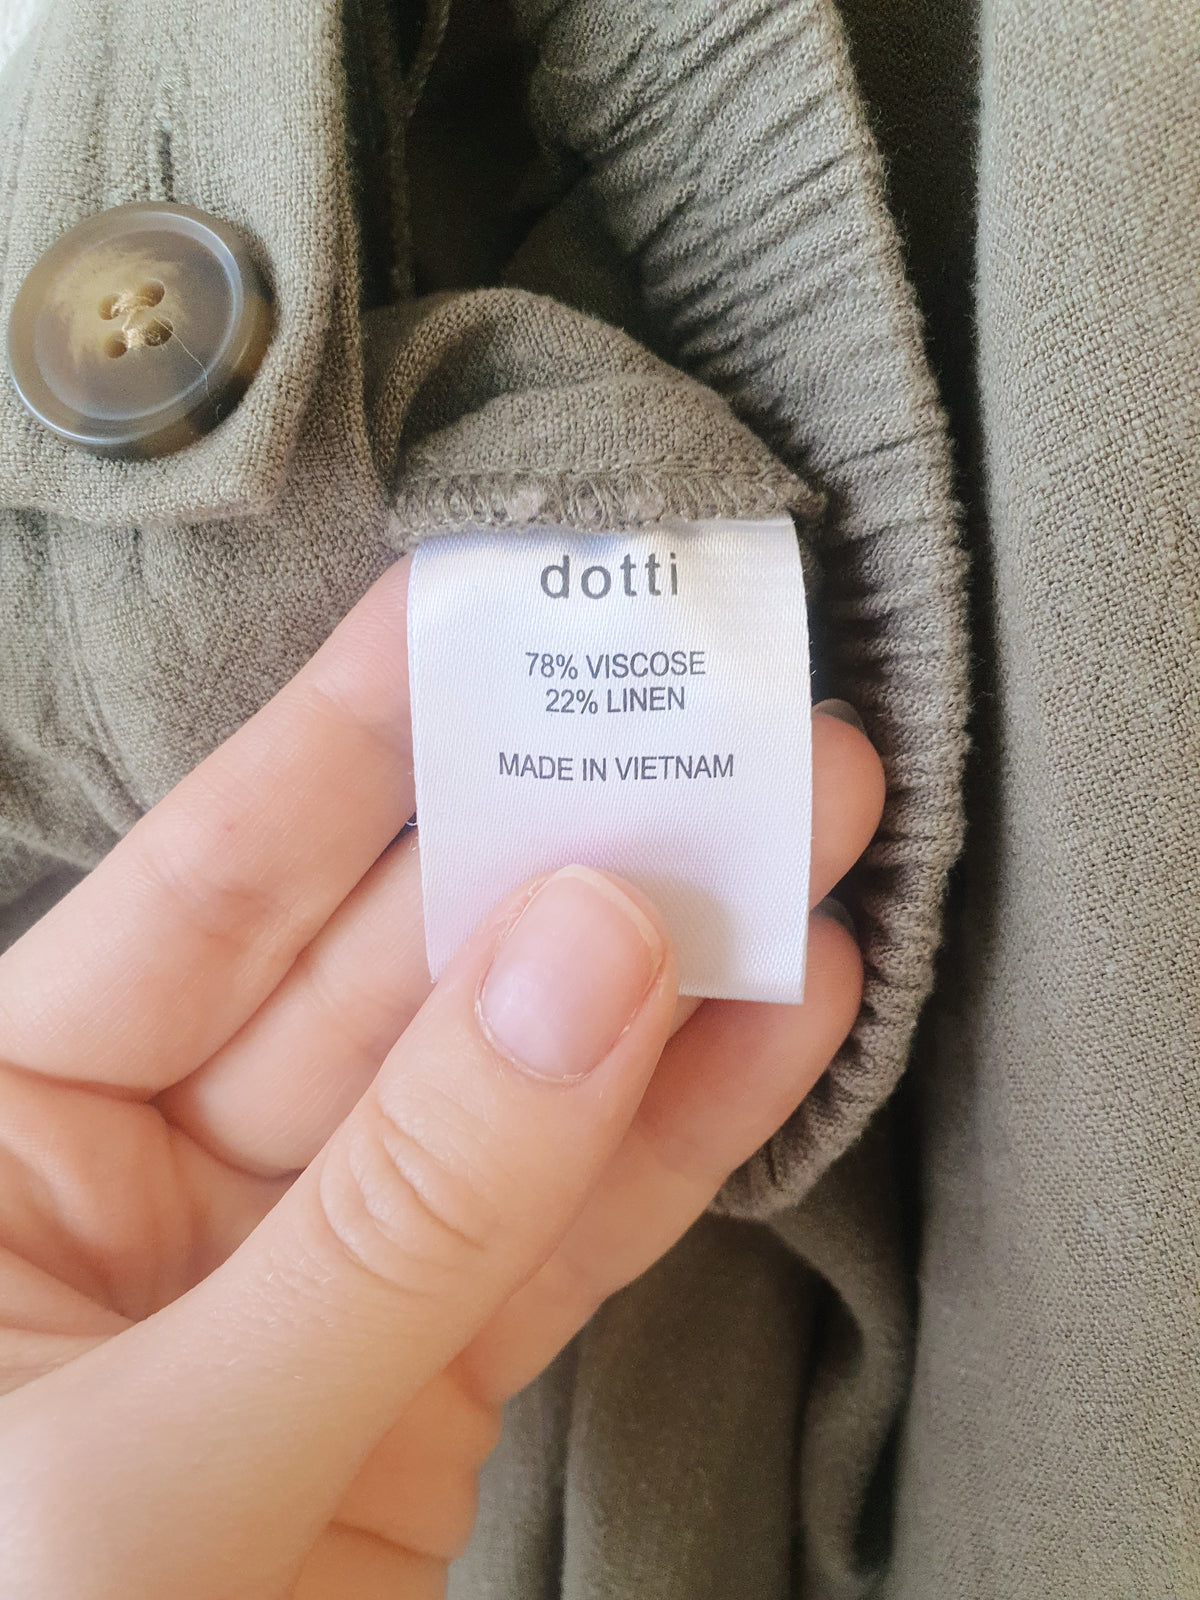 dotti
78% VISCOSE
22% LINEN
MADE IN VIETNAM